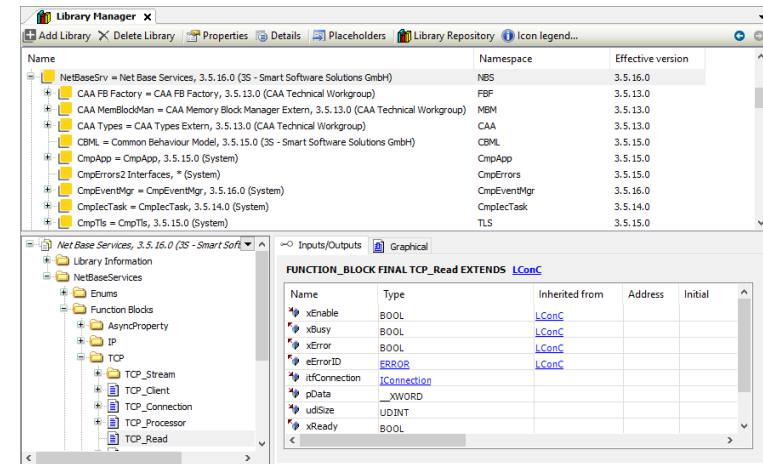 Library Manager x
Add Library Delete Library Properties Details Placeholders Library Repository Icon legend...
Name Namespace Effective version
NetBaseSrv = Net Base Services, 3.5.16.0 (3S - Smart Software Solutions GmbH) NBS 3.5.16.0
CAA FB Factory = CAA FB Factory, 3.5.13.0 (CAA Technical Workgroup) FBF 3.5.13.0
CAA MemBlockMan = CAA Memory Block Manager Extern, 3.5.13.0 (CAA Technical Workgroup) MBM 3.5.13.0
CAA Types = CAA Types Extern, 3.5.13.0 (CAA Technical Workgroup) CAA 3.5.13.0
CBML = Common Behaviour Model, 3.5.15.0 (3S - Smart Software Solutions GmbH) CBML 3.5.15.0
CmpApp = CmpApp, 3.5.15.0 (System) CmpApp 3.5.15.0
CmpErrors2 Interfaces, * (System) CmpErrors 3.5.15.0
CmpEventMgr = CmpEventMgr, 3.5.16.0 (System) CmpEventMgr 3.5.16.0
CmpIecTask = CmpIecTask, 3.5.14.0 (System) CmpIecTask 3.5.14.0
CmpTls = CmpTls, 3.5.15.0 (System) TLS 3.5.15.0
Net Base Services, 3.5.16.0 (3S - Smart Soft
Library Information
NetBaseServices
Enums
Function Blocks
AsyncProperty
IP
TCP
TCP_Stream
TCP_Client
TCP_Connection
TCP_Processor
TCP_Read
Inputs/Outputs Graphical
FUNCTION_BLOCK FINAL TCP_Read EXTENDS LConC
Name Type Inherited from Address Initial
xEnable BOOL LConC
xBusy BOOL LConC
xError BOOL LConC
eErrorID ERROR LConC
itfConnection IConnection
pData __XWORD
udiSize UDINT
xReady BOOL